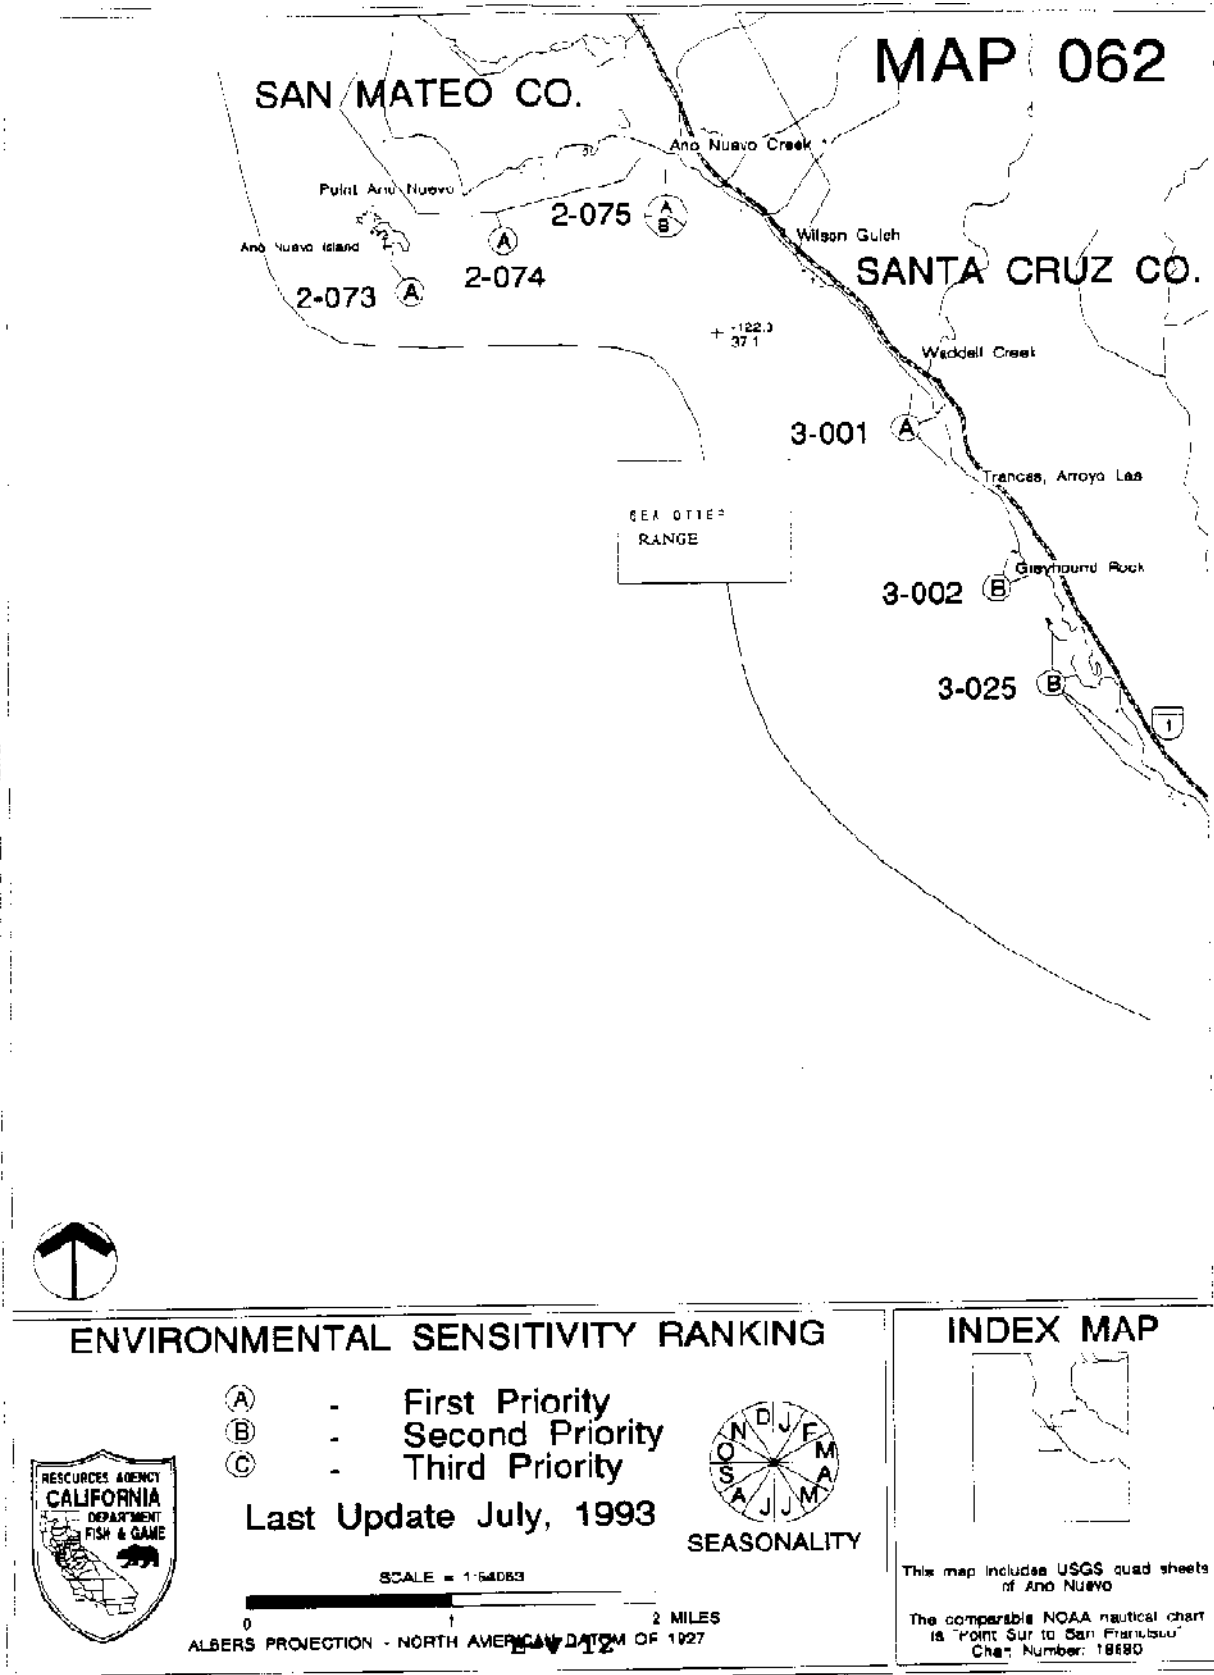 MAP 062
SAN MATEO CO.
Ano Nuevo Creek
Point Ano Nuevo
2-075
A
B
Ano Nuevo Island
A
2-074
2-073
A
Wilson Gulch
SANTA CRUZ CO.
-122.3
37.1
Waddell Creek
3-001
A
Trancas, Arroyo Las
SEA OTTER
RANGE
Greyhound Rock
3-002
B
3-025
B
1
ENVIRONMENTAL SENSITIVITY RANKING
A - First Priority
B - Second Priority
C - Third Priority
Last Update July, 1993
RESOURCES AGENCY
CALIFORNIA
DEPARTMENT
FISH & GAME
D J F M A M J J A S O N
SEASONALITY
SCALE =
0 1 2 MILES
ALBERS PROJECTION - NORTH AMERICAN DATUM OF 1927
INDEX MAP
This map includes USGS quad sheets
of Ano Nuevo
The comparable NOAA nautical chart
is "Point Sur to San Francisco"
Chart Number: 18680